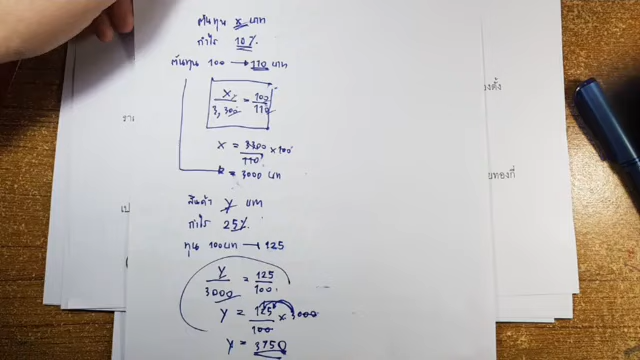 ต้นทุน x บาท
กำไร 10%
ต้นทุน 100 → 110 บาท
x / 3,300 = 100 / 110
x = 3300 / 110 × 100
x = 3000 บาท
สินค้า y บาท
กำไร 25%
ทุน 100 บาท → 125
y / 3000 = 125 / 100
y = 125 / 100 × 3000
y = 3750